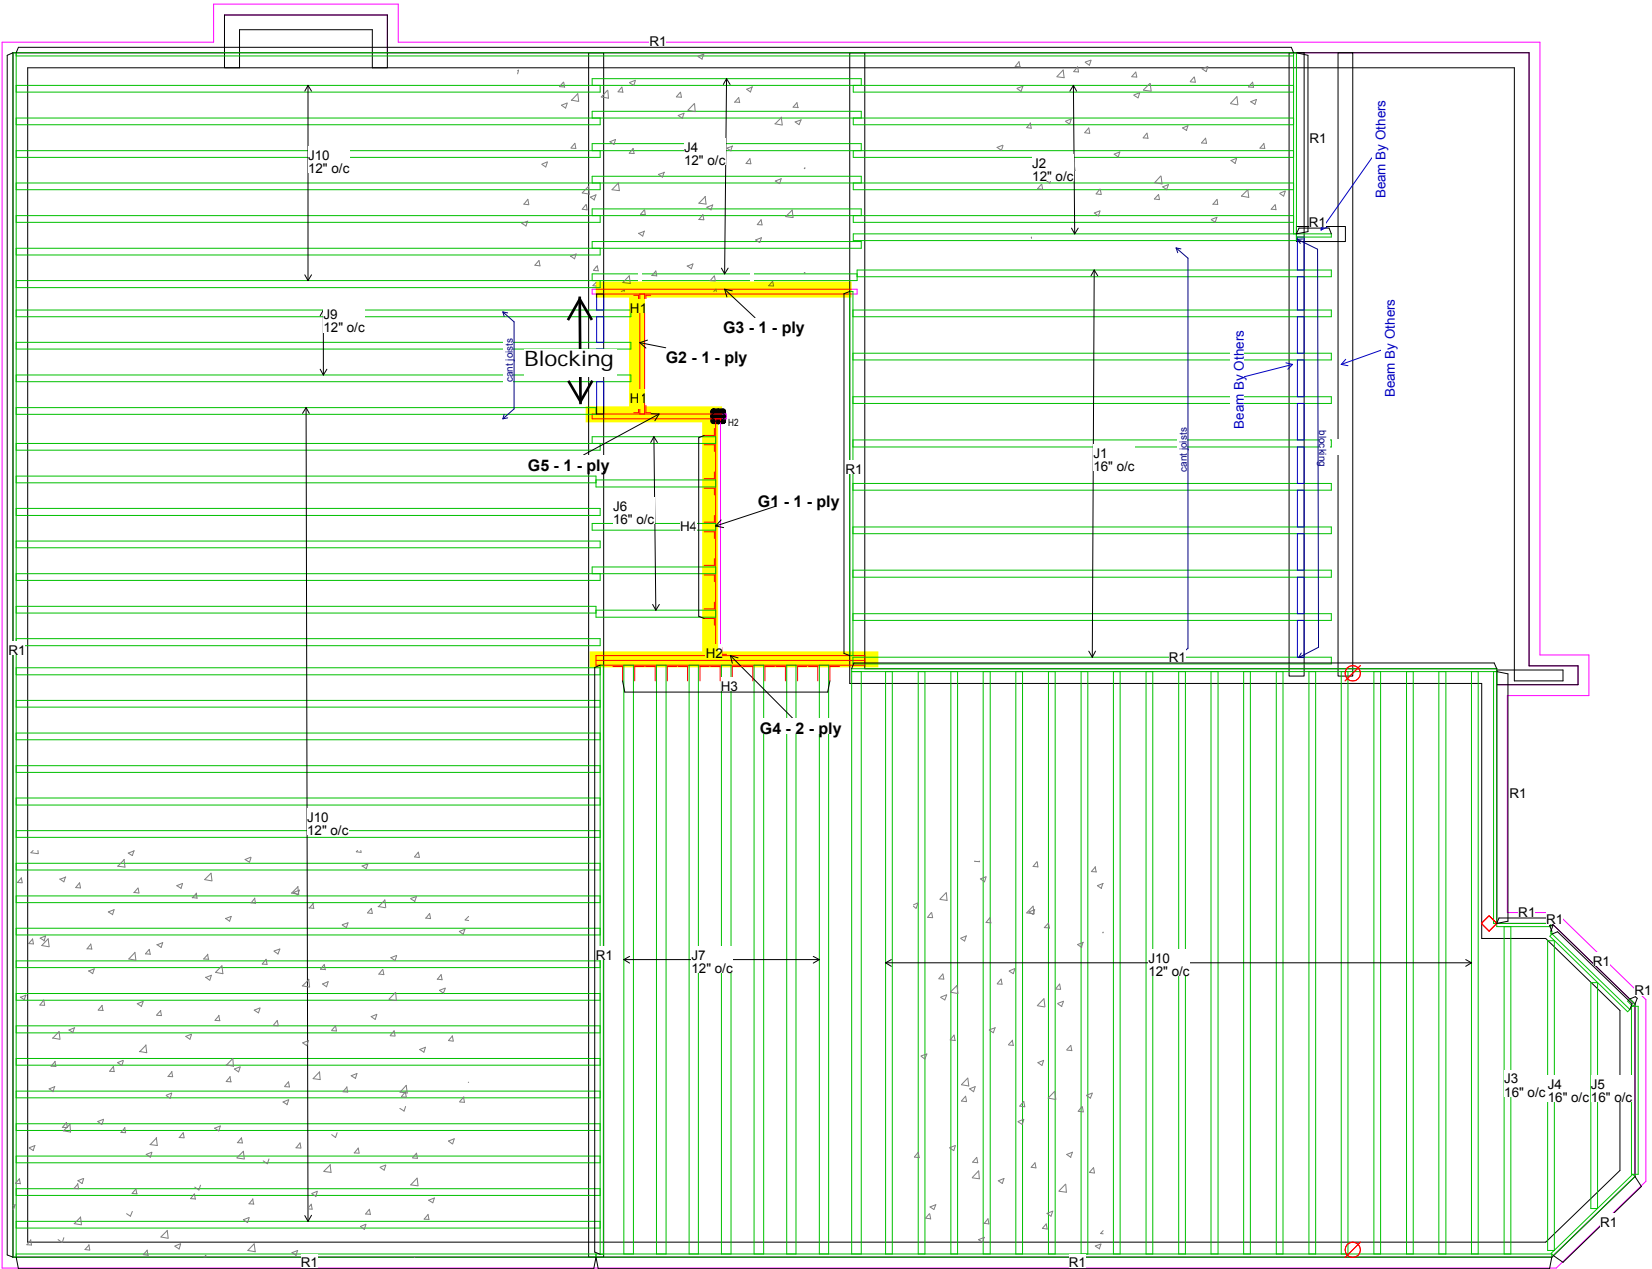 R1
R1
J10
12" o/c
J4
12" o/c
J2
12" o/c
Beam By Others
R1
J9
12" o/c
cant joists
Blocking
H1
H1
G3 - 1 - ply
G2 - 1 - ply
H2
G5 - 1 - ply
J6
16" o/c
H4
G1 - 1 - ply
R1
J1
16" o/c
cant joists
Beam By Others
blocking
Beam By Others
R1
R1
H2
H3
G4 - 2 - ply
J10
12" o/c
R1
R1
J7
12" o/c
J10
12" o/c
R1
R1
R1
R1
J3
16" o/c
J4
16" o/c
J5
16" o/c
R1
R1
R1